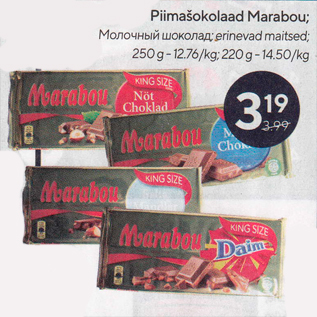 Piimašokolaad Marabou;
Молочный шоколад; erinevad maitsed;
250 g - 12.76/kg; 220 g - 14,50/kg
3 19
3.99
KING SIZE
Marabou
Nöt
Choklad
Marabou
KING SIZE
Marabou
KING SIZE
Marabou
Daim